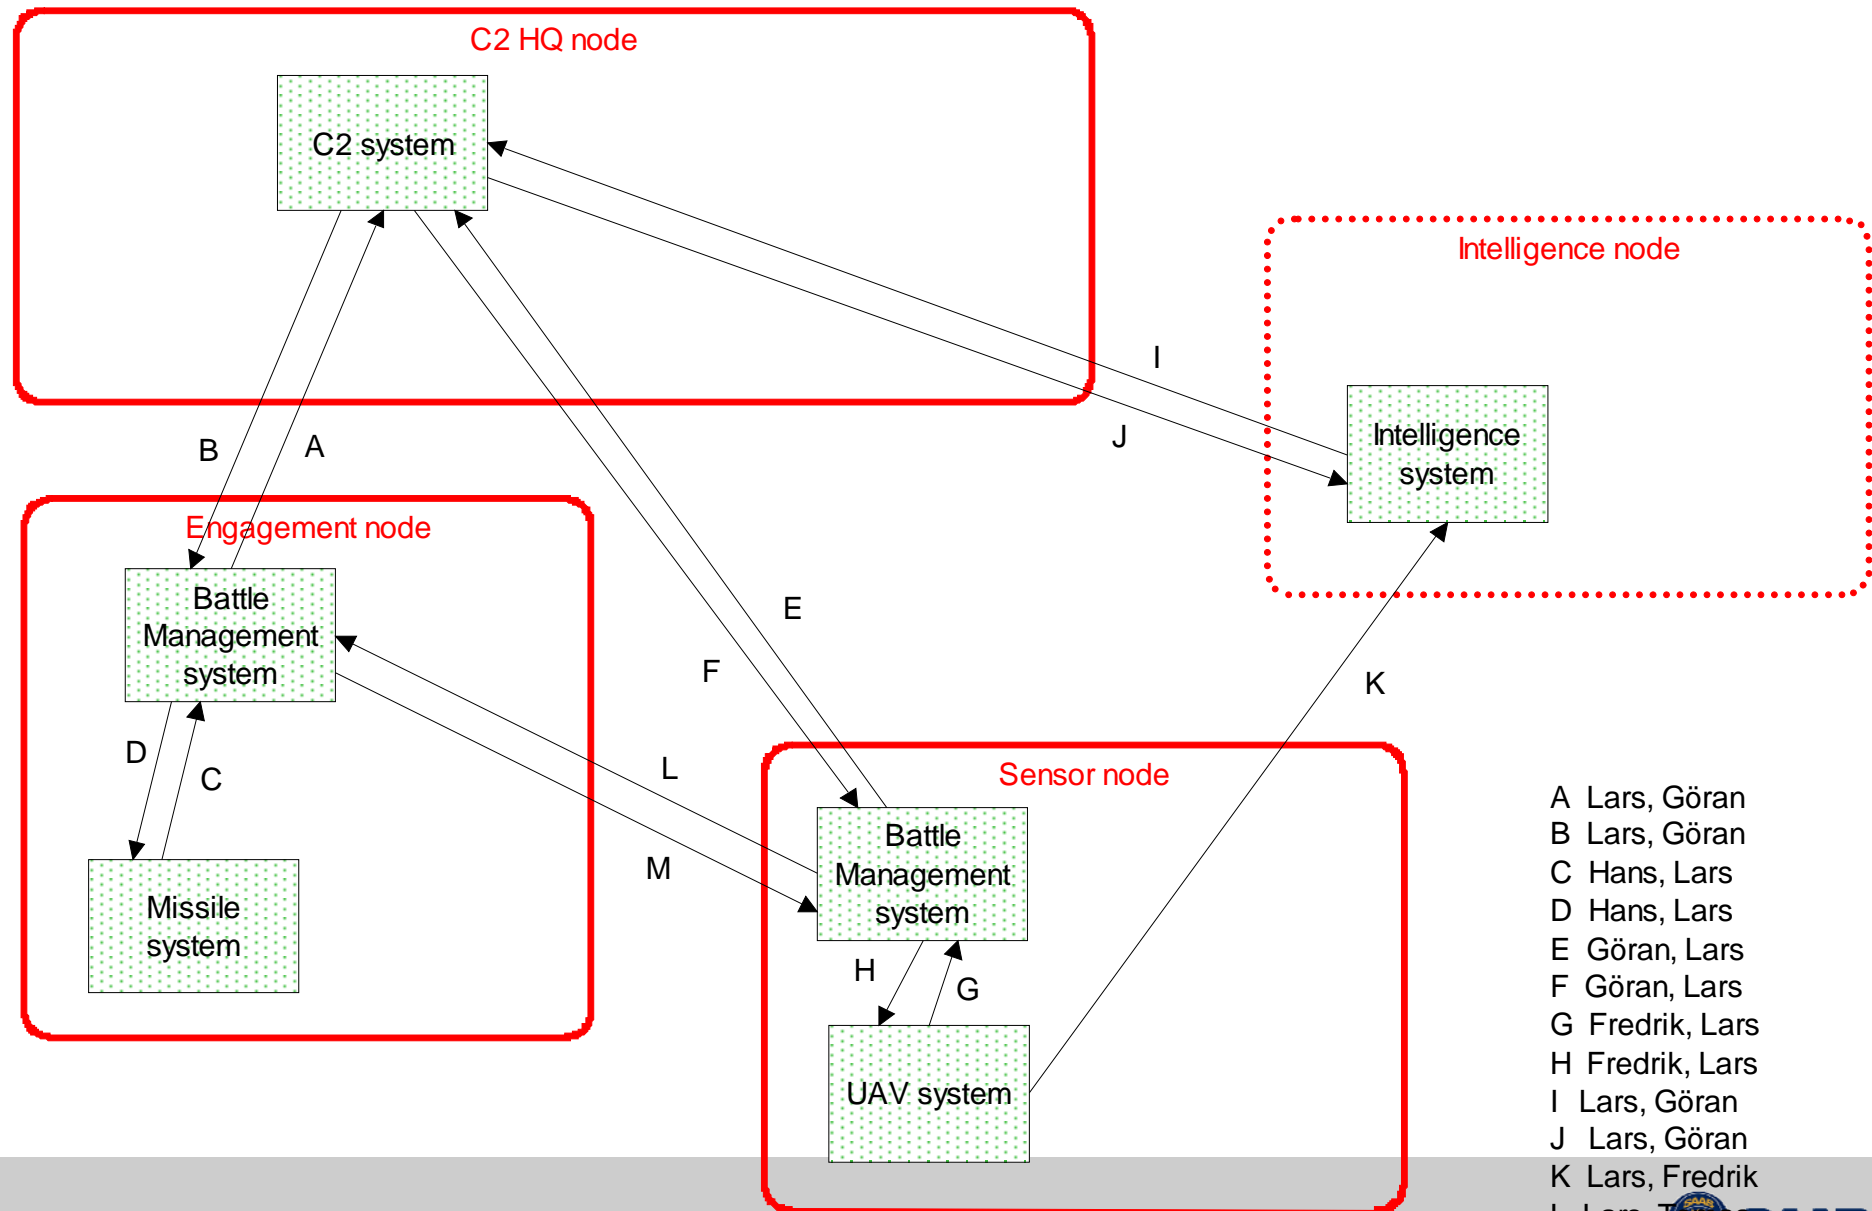 C2 HQ node
C2 system
Intelligence node
I
J
Intelligence
system
B
A
Engagement node
Battle
Management
system
E
F
K
D
C
L
M
Sensor node
Battle
Management
system
Missile
system
H
G
UAV system
A Lars, Göran
B Lars, Göran
C Hans, Lars
D Hans, Lars
E Göran, Lars
F Göran, Lars
G Fredrik, Lars
H Fredrik, Lars
I Lars, Göran
J Lars, Göran
K Lars, Fredrik
L Lars,
SAAB